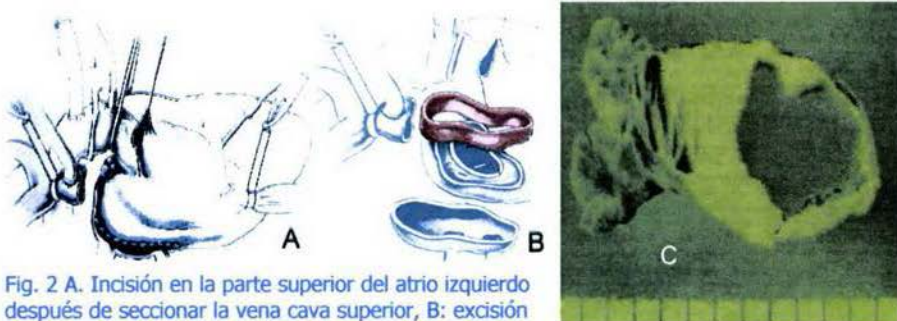 A
B
C
Fig. 2 A. Incisión en la parte superior del atrio izquierdo
después de seccionar la vena cava superior, B: excisión